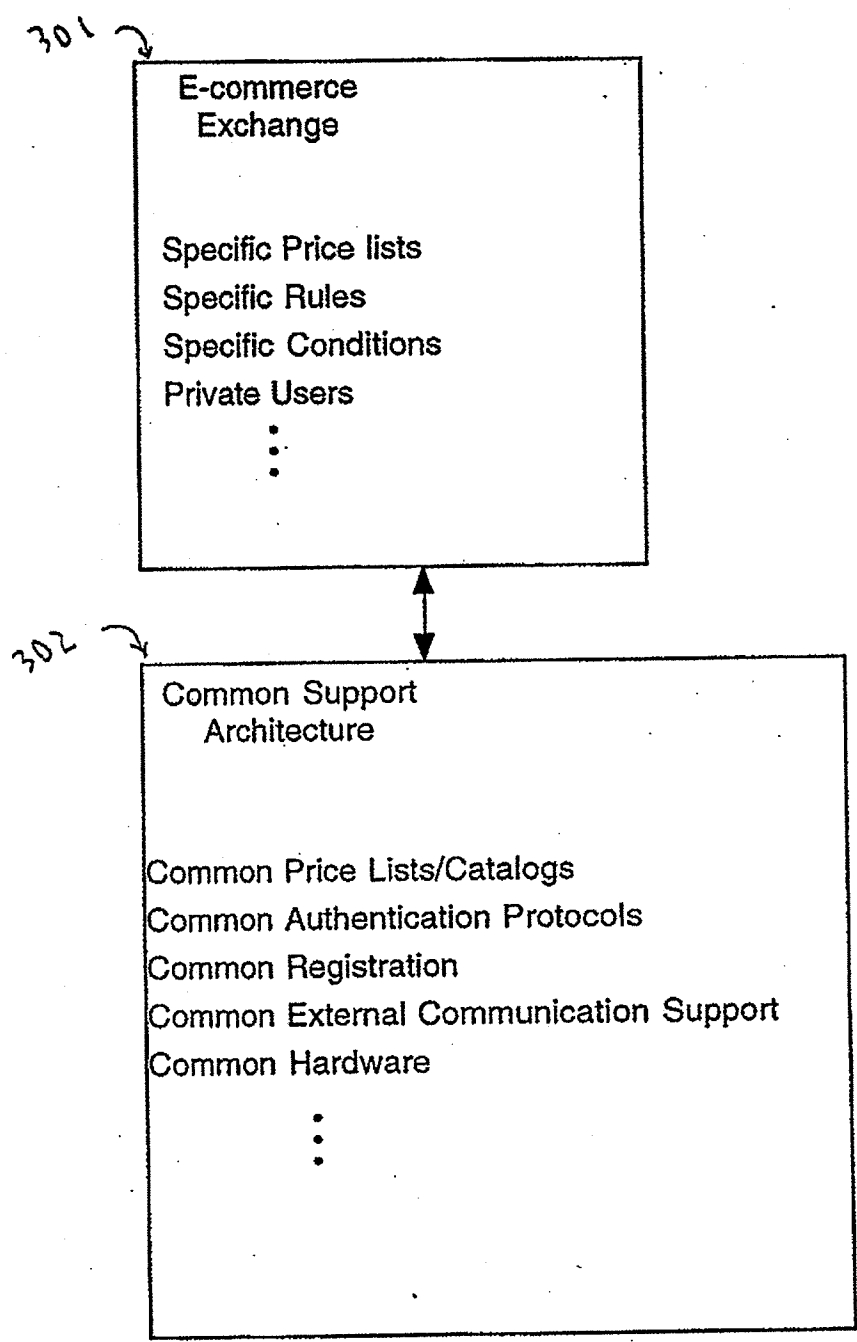 301
E-commerce
Exchange
Specific Price lists
Specific Rules
Specific Conditions
Private Users
302
Common Support
Architecture
Common Price Lists/Catalogs
Common Authentication Protocols
Common Registration
Common External Communication Support
Common Hardware